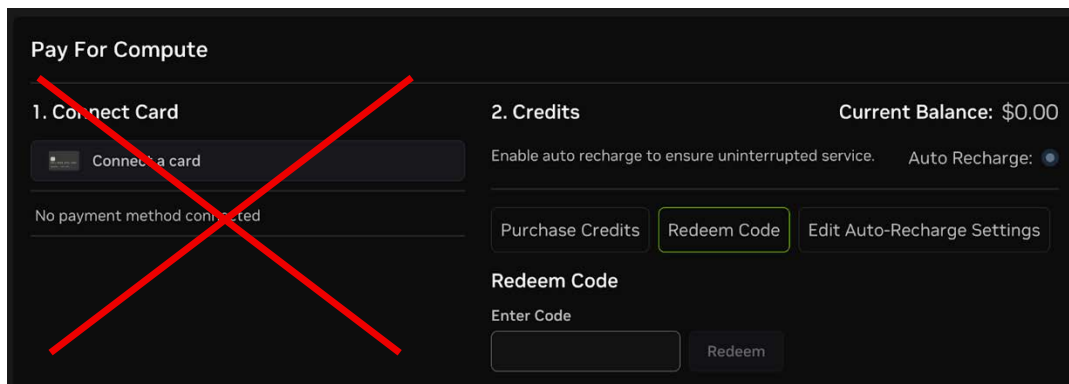 Pay For Compute
1. Connect Card
Connect a card
No payment method connected
2. Credits
Current Balance: $0.00
Enable auto recharge to ensure uninterrupted service.
Auto Recharge:
Purchase Credits
Redeem Code
Edit Auto-Recharge Settings
Redeem Code
Enter Code
Redeem